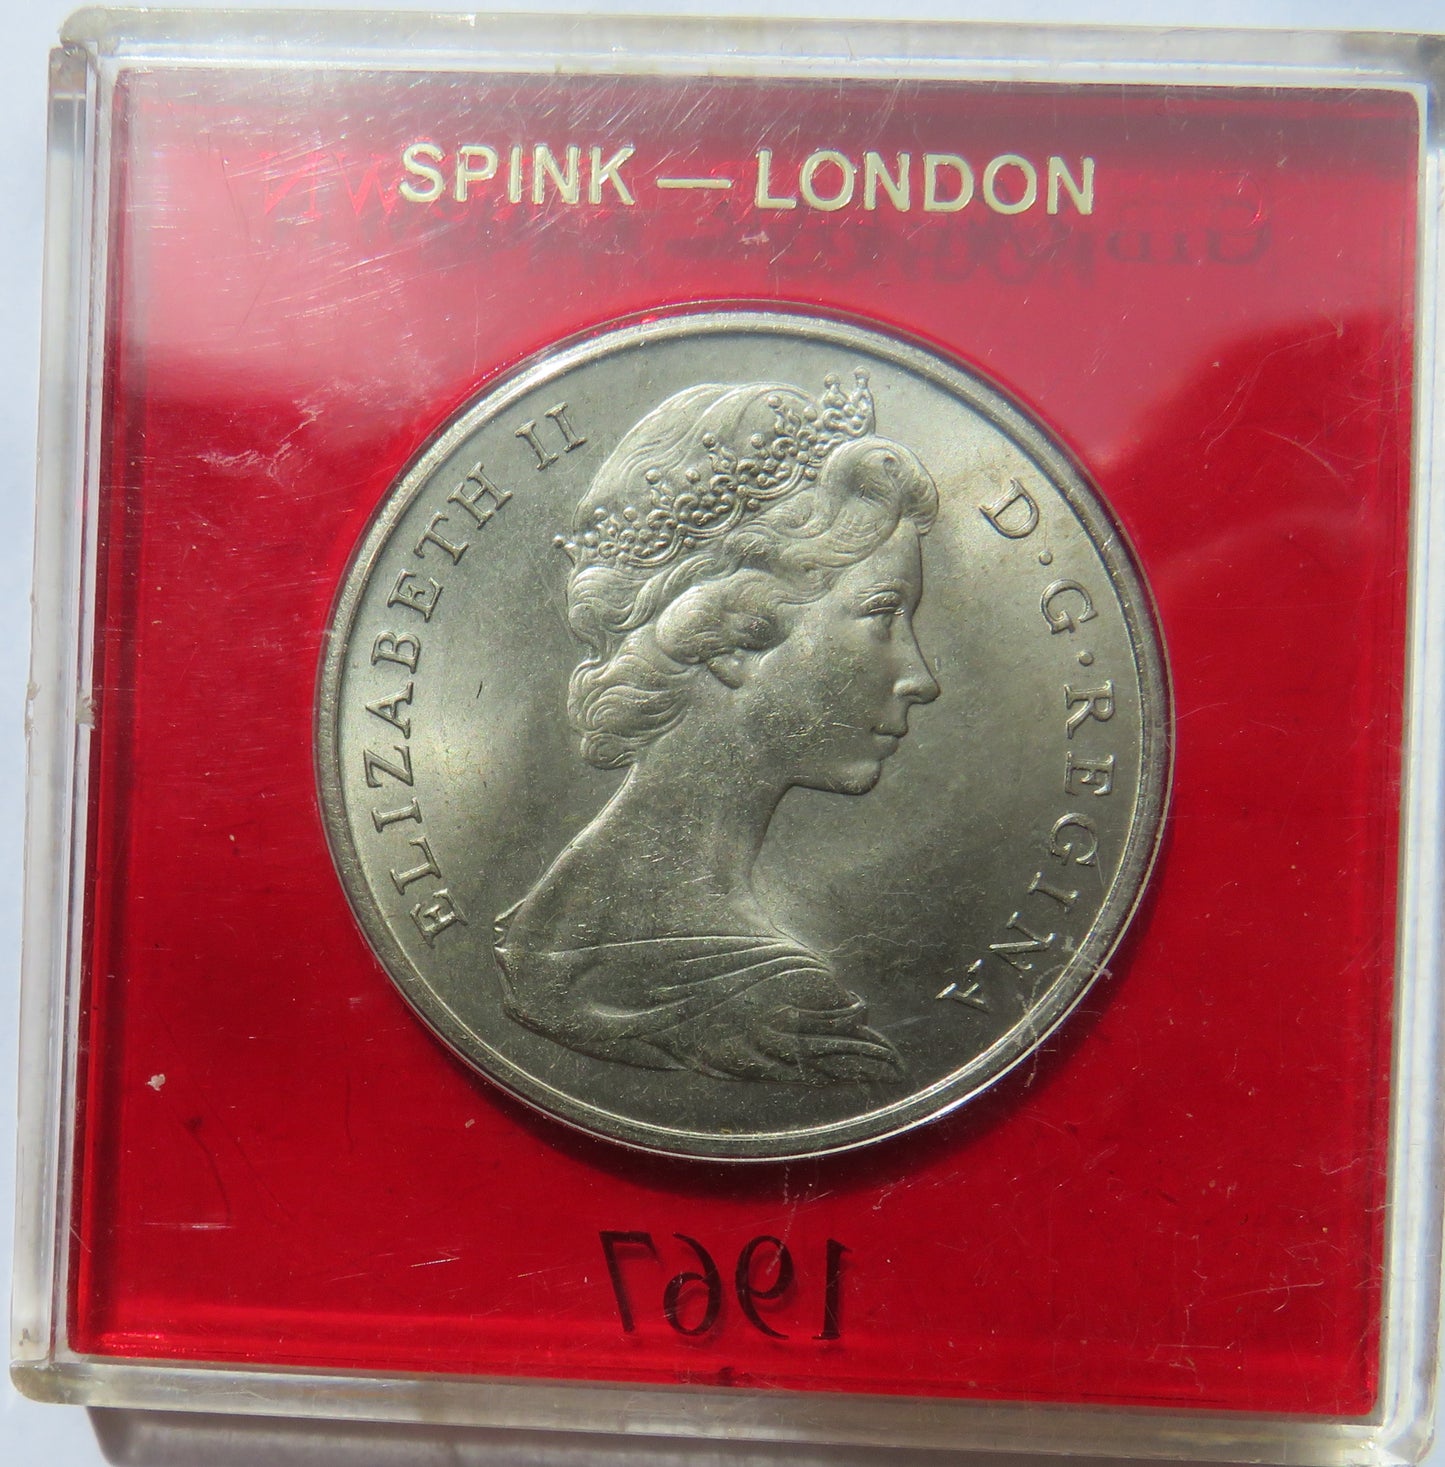 SPINK — LONDON
ELIZABETH II D·G·REGINA
1967